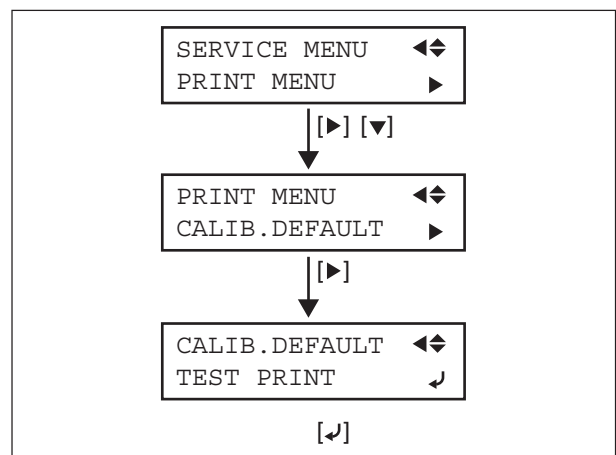 SERVICE MENU ◀◆
PRINT MENU ▶
[▶] [▼]
PRINT MENU ◀◆
CALIB.DEFAULT ▶
[▶]
CALIB.DEFAULT ◀◆
TEST PRINT ↵
[↵]